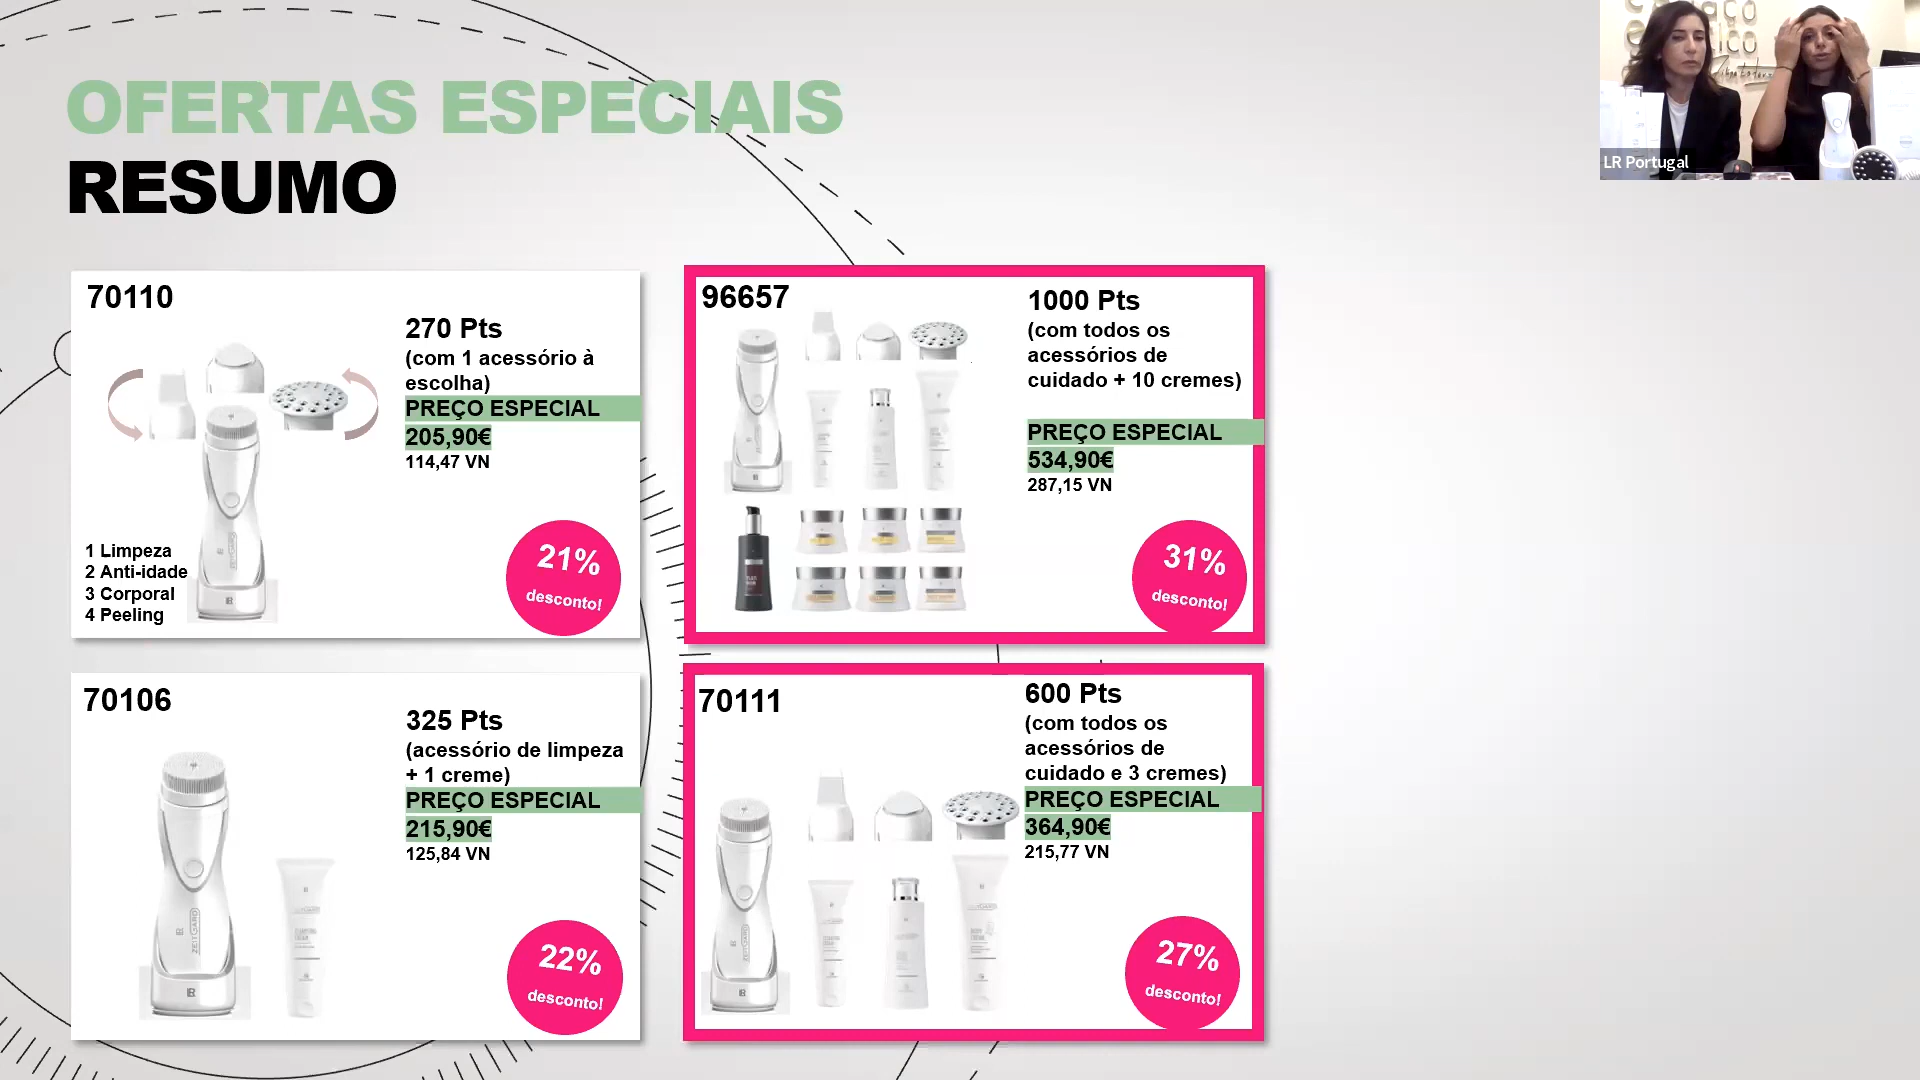 OFERTAS ESPECIAIS
RESUMO
LR Portugal
70110
270 Pts
(com 1 acessório à
escolha)
PREÇO ESPECIAL
205,90€
114,47 VN
1 Limpeza
2 Anti-idade
3 Corporal
4 Peeling
21%
desconto!
96657
1000 Pts
(com todos os
acessórios de
cuidado + 10 cremes)
PREÇO ESPECIAL
534,90€
287,15 VN
31%
desconto!
70106
325 Pts
(acessório de limpeza
+ 1 creme)
PREÇO ESPECIAL
215,90€
125,84 VN
ZEITGARD
22%
desconto!
70111
600 Pts
(com todos os
acessórios de
cuidado e 3 cremes)
PREÇO ESPECIAL
364,90€
215,77 VN
27%
desconto!